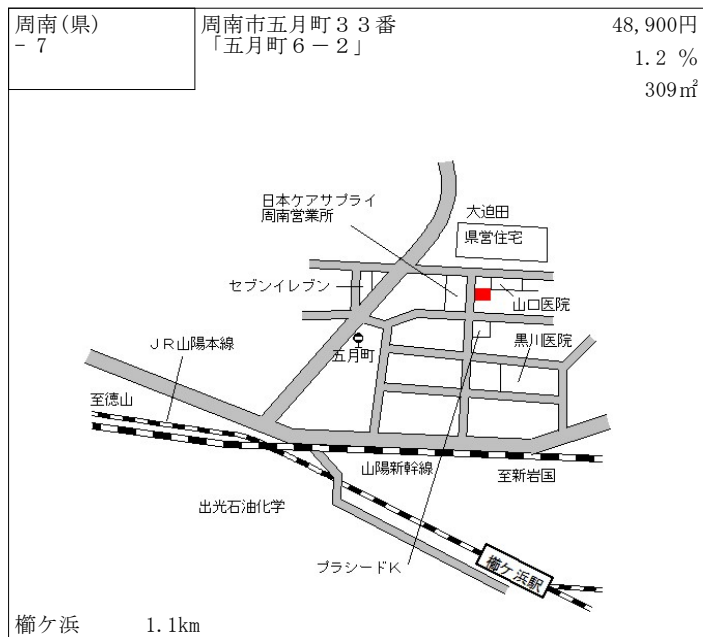 周南(県)
－７
周南市五月町３３番
「五月町６－２」
48,900円
1.2 %
309㎡
日本ケアサプライ
周南営業所
大迫田
県営住宅
セブンイレブン
山口医院
ＪＲ山陽本線
五月町
黒川医院
至徳山
山陽新幹線
至新岩国
出光石油化学
プラシードK
櫛ケ浜駅
櫛ケ浜 1.1km